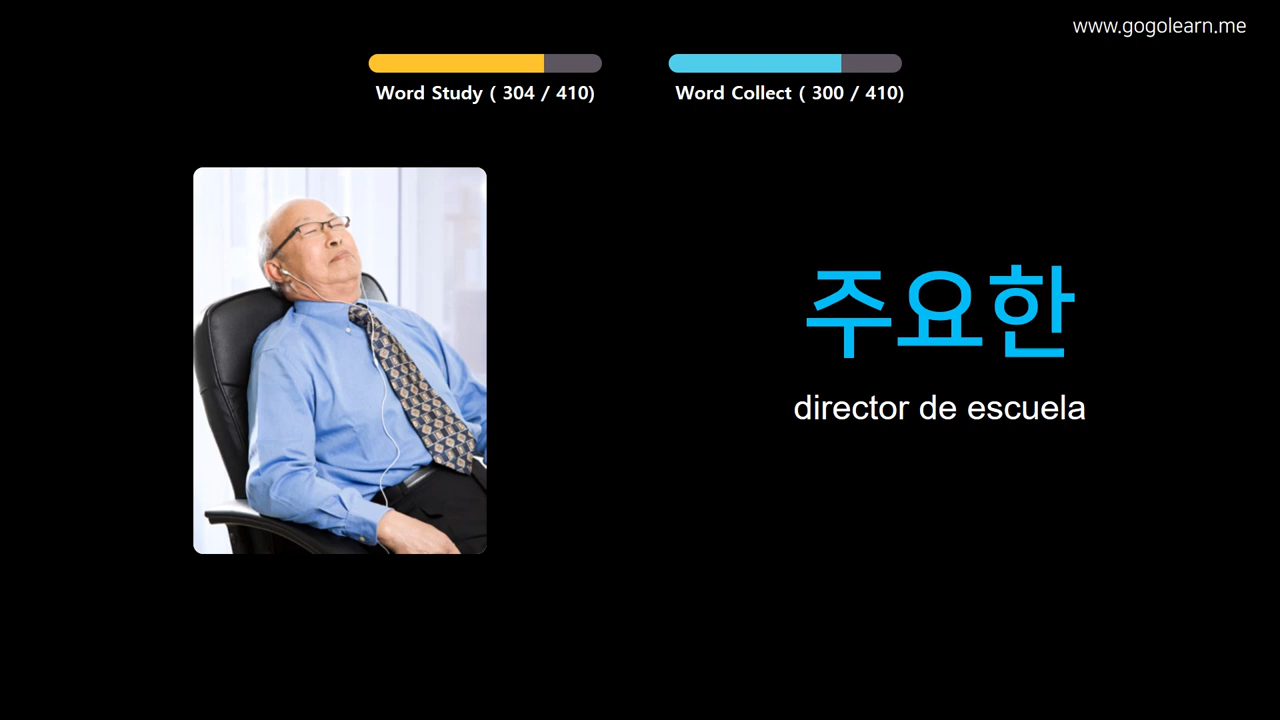 www.gogolearn.me
Word Study ( 304 / 410)
Word Collect ( 300 / 410)
주요한
director de escuela